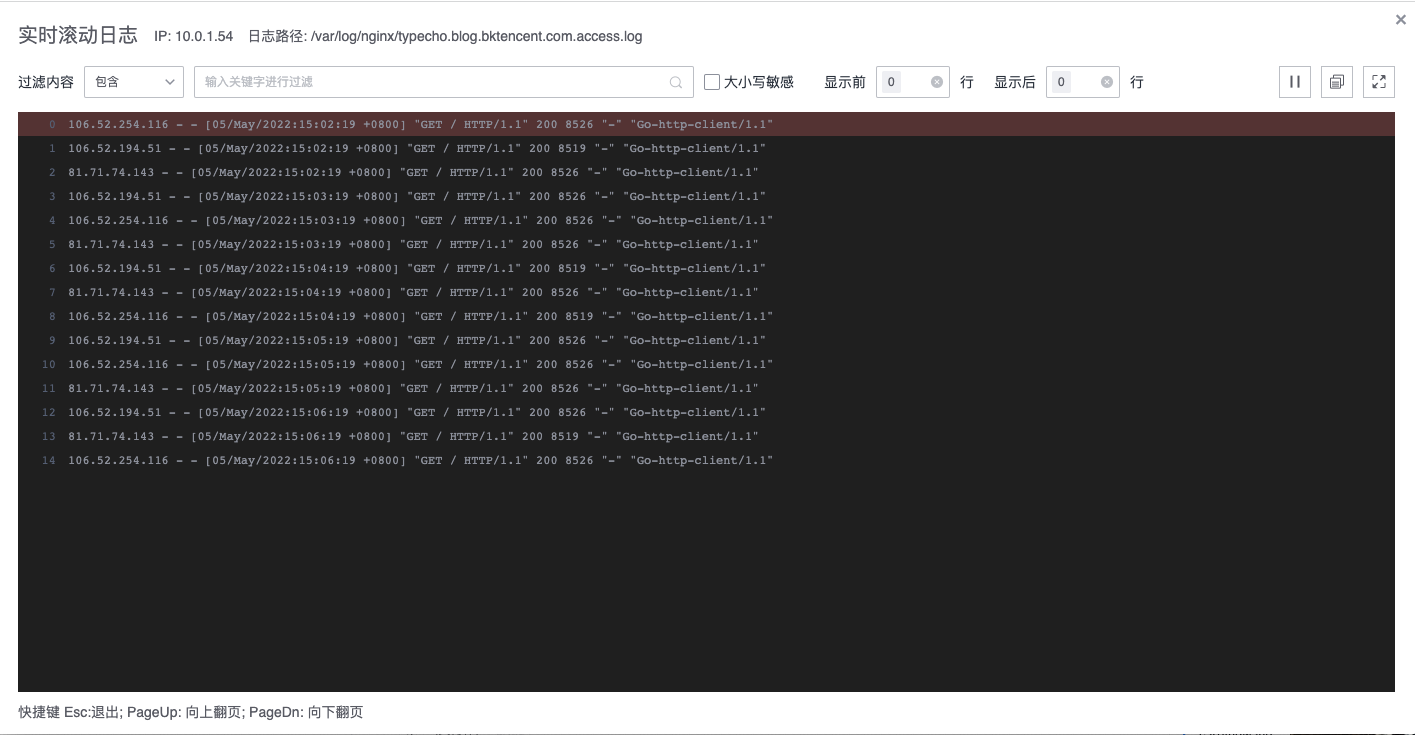 实时滚动日志 IP: 10.0.1.54 日志路径: /var/log/nginx/typecho.blog.bktencent.com.access.log
过滤内容 包含 输入关键字进行过滤 大小写敏感 显示前 0 行 显示后 0 行
0 106.52.254.116 - - [05/May/2022:15:02:19 +0800] "GET / HTTP/1.1" 200 8526 "-" "Go-http-client/1.1"
1 106.52.194.51 - - [05/May/2022:15:02:19 +0800] "GET / HTTP/1.1" 200 8519 "-" "Go-http-client/1.1"
2 81.71.74.143 - - [05/May/2022:15:02:19 +0800] "GET / HTTP/1.1" 200 8526 "-" "Go-http-client/1.1"
3 106.52.194.51 - - [05/May/2022:15:03:19 +0800] "GET / HTTP/1.1" 200 8526 "-" "Go-http-client/1.1"
4 106.52.254.116 - - [05/May/2022:15:03:19 +0800] "GET / HTTP/1.1" 200 8526 "-" "Go-http-client/1.1"
5 81.71.74.143 - - [05/May/2022:15:03:19 +0800] "GET / HTTP/1.1" 200 8526 "-" "Go-http-client/1.1"
6 106.52.194.51 - - [05/May/2022:15:04:19 +0800] "GET / HTTP/1.1" 200 8519 "-" "Go-http-client/1.1"
7 81.71.74.143 - - [05/May/2022:15:04:19 +0800] "GET / HTTP/1.1" 200 8526 "-" "Go-http-client/1.1"
8 106.52.254.116 - - [05/May/2022:15:04:19 +0800] "GET / HTTP/1.1" 200 8519 "-" "Go-http-client/1.1"
9 106.52.194.51 - - [05/May/2022:15:05:19 +0800] "GET / HTTP/1.1" 200 8526 "-" "Go-http-client/1.1"
10 106.52.254.116 - - [05/May/2022:15:05:19 +0800] "GET / HTTP/1.1" 200 8526 "-" "Go-http-client/1.1"
11 81.71.74.143 - - [05/May/2022:15:05:19 +0800] "GET / HTTP/1.1" 200 8526 "-" "Go-http-client/1.1"
12 106.52.194.51 - - [05/May/2022:15:06:19 +0800] "GET / HTTP/1.1" 200 8526 "-" "Go-http-client/1.1"
13 81.71.74.143 - - [05/May/2022:15:06:19 +0800] "GET / HTTP/1.1" 200 8519 "-" "Go-http-client/1.1"
14 106.52.254.116 - - [05/May/2022:15:06:19 +0800] "GET / HTTP/1.1" 200 8526 "-" "Go-http-client/1.1"
快捷键 Esc:退出; PageUp: 向上翻页; PageDn: 向下翻页